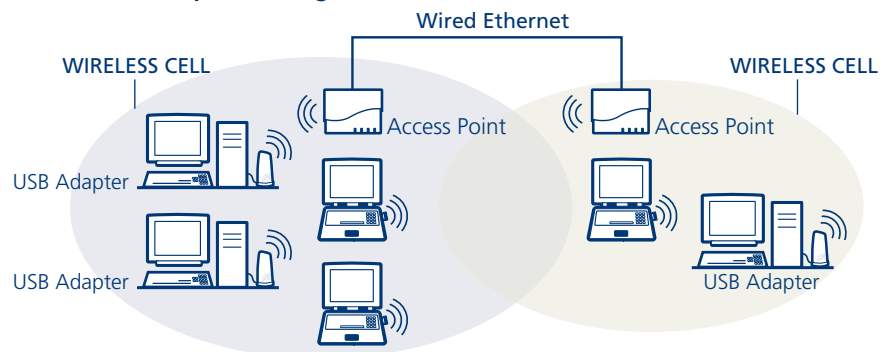 Wired Ethernet
WIRELESS CELL
WIRELESS CELL
Access Point
Access Point
USB Adapter
USB Adapter
USB Adapter